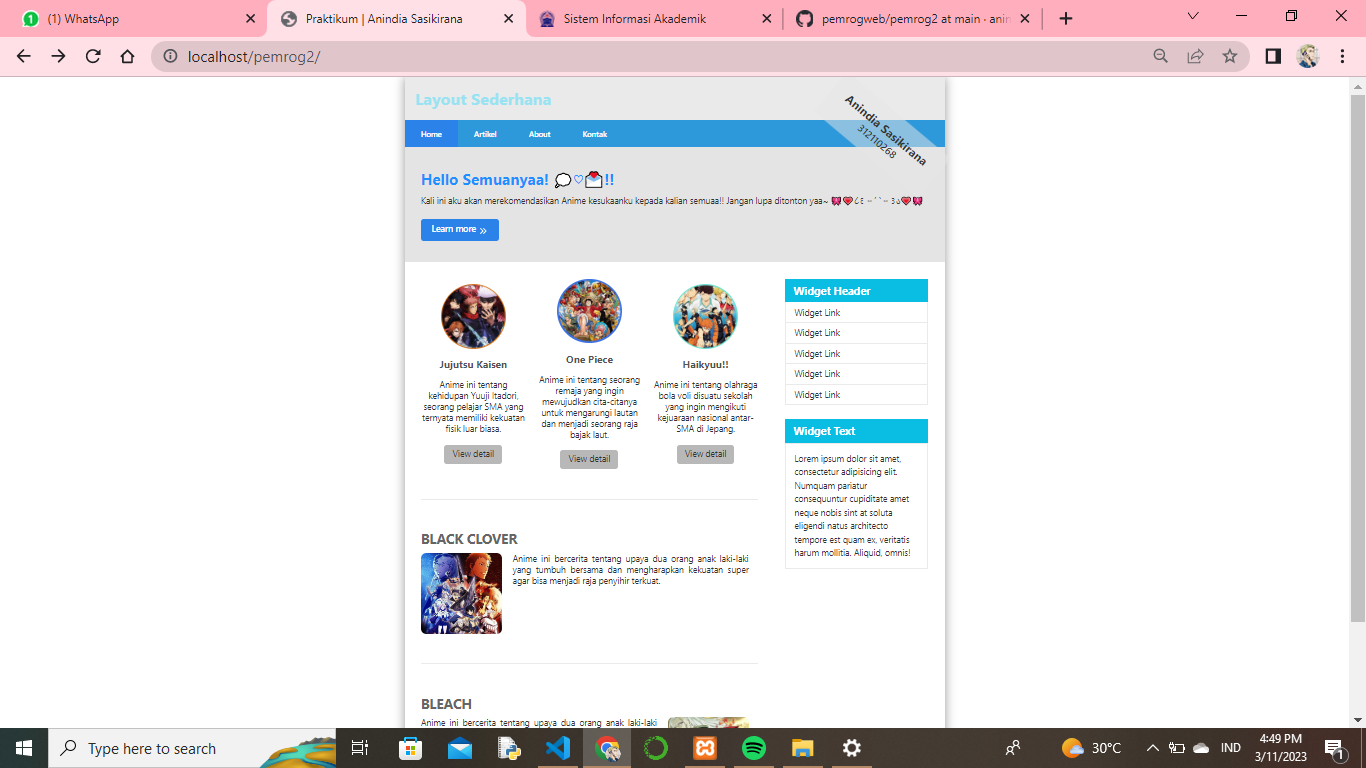 (1) WhatsApp
Praktikum | Anindia Sasikirana
Sistem Informasi Akademik
pemrogweb/pemrog2 at main · anin
localhost/pemrog2/
Layout Sederhana
Anindia Sasikirana
312110268
Home Artikel About Kontak
Hello Semuanyaa! 💭♡💌!!
Kali ini aku akan merekomendasikan Anime kesukaanku kepada kalian semuaa!! Jangan lupa ditonton yaa~
Learn more »
Jujutsu Kaisen
Anime ini tentang
kehidupan Yuuji Itadori,
seorang pelajar SMA yang
ternyata memiliki kekuatan
fisik luar biasa.
View detail
One Piece
Anime ini tentang seorang
remaja yang ingin
mewujudkan cita-citanya
untuk mengarungi lautan
dan menjadi seorang raja
bajak laut.
View detail
Haikyuu!!
Anime ini tentang olahraga
bola voli disuatu sekolah
yang ingin mengikuti
kejuaraan nasional antar-
SMA di Jepang.
View detail
Widget Header
Widget Link
Widget Link
Widget Link
Widget Link
Widget Link
Widget Text
Lorem ipsum dolor sit amet,
consectetur adipisicing elit.
Numquam pariatur
consequuntur cupiditate amet
neque nobis sint at soluta
eligendi natus architecto
tempore est quam ex, veritatis
harum mollitia. Aliquid, omnis!
BLACK CLOVER
Anime ini bercerita tentang upaya dua orang anak laki-laki
yang tumbuh bersama dan mengharapkan kekuatan super
agar bisa menjadi raja penyihir terkuat.
BLEACH
Anime ini bercerita tentang upaya dua orang anak laki-laki
Type here to search
30°C
IND
4:49 PM
3/11/2023
1